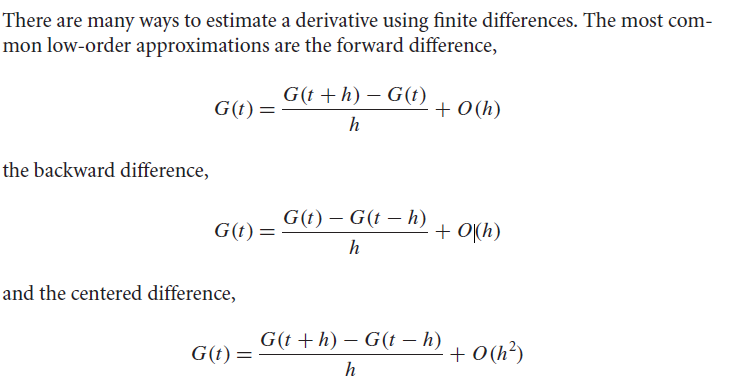 There are many ways to estimate a derivative using finite differences. The most com-
mon low-order approximations are the forward difference,
G(t) = \frac{G(t + h) − G(t)}{h} + O(h)
the backward difference,
G(t) = \frac{G(t) − G(t − h)}{h} + O(h)
and the centered difference,
G(t) = \frac{G(t + h) − G(t − h)}{h} + O(h²)